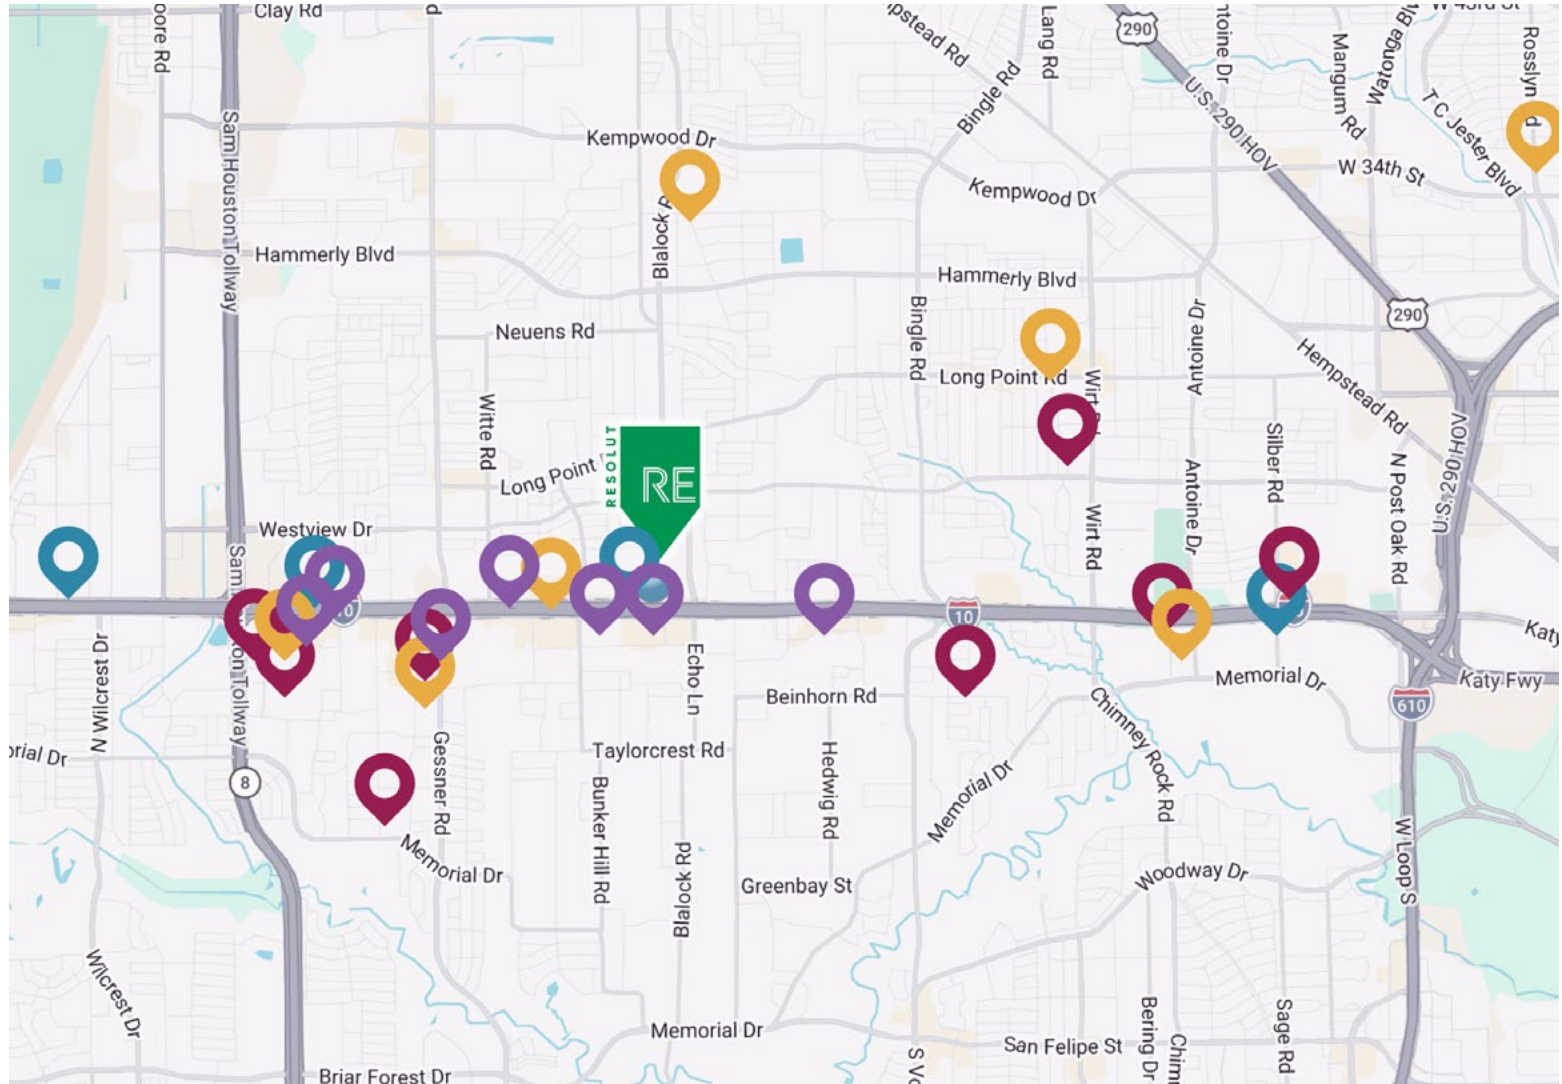 Clay Rd
Lang Rd
290
Mangum Rd
W 43rd St
Rosslyn Rd
Bingle Rd
U.S. 290 HOV
T C Jester Blvd
Sam Houston Tollway
Kempwood Dr
W 34th St
Kempwood Dr
Hammerly Blvd
Hammerly Blvd
290
Neuens Rd
Bingle Rd
Antoine Dr
Hempstead Rd
Long Point Rd
Witte Rd
RESOLUT
RE
Long Point
Silber Rd
U.S. 290 HOV
N Post Oak Rd
Antoine Dr
Wirt Rd
Westview Dr
10
N Wilcrest Dr
Echo Ln
Beinhorn Rd
Memorial Dr
Katy Fwy
610
Chimney Rock Rd
Taylorcrest Rd
Gessner Rd
Hedwig Rd
Memorial Dr
8
Bunker Hill Rd
Memorial Dr
Blalock Rd
Greenbay St
Woodway Dr
W Loop S
Wilcrest Dr
Memorial Dr
San Felipe St
Bering Dr
Sage Rd
Briar Forest Dr